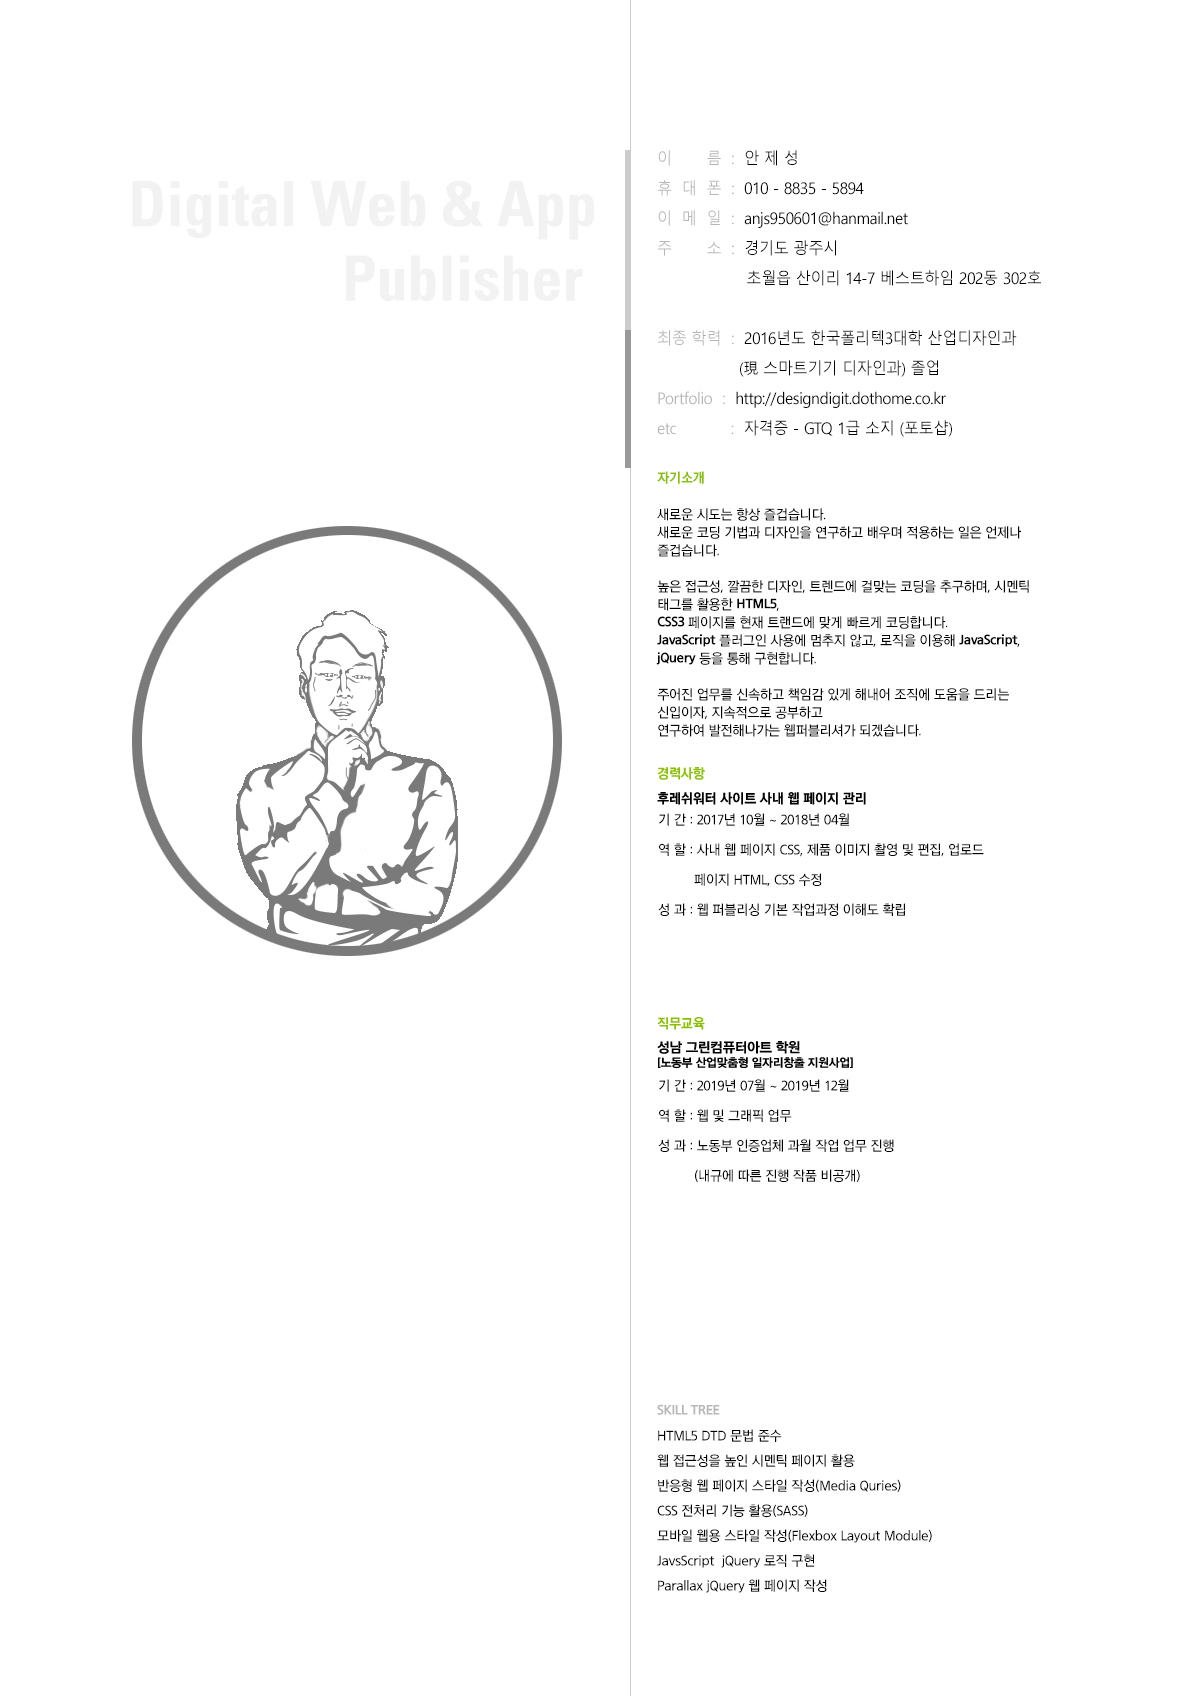 Digital Web & App
Publisher
이 름 : 안 제 성
휴 대 폰 : 010 - 8835 - 5894
이 메 일 : anjs950601@hanmail.net
주 소 : 경기도 광주시
초월읍 산이리 14-7 베스트하임 202동 302호
최종 학력 : 2016년도 한국폴리텍3대학 산업디자인과
(現 스마트기기 디자인과) 졸업
Portfolio : http://designdigit.dothome.co.kr
etc : 자격증 - GTQ 1급 소지 (포토샵)
자기소개
새로운 시도는 항상 즐겁습니다.
새로운 코딩 기법과 디자인을 연구하고 배우며 적용하는 일은 언제나
즐겁습니다.
높은 접근성, 깔끔한 디자인, 트렌드에 걸맞는 코딩을 추구하며, 시멘틱
태그를 활용한 HTML5,
CSS3 페이지를 현재 트랜드에 맞게 빠르게 코딩합니다.
JavaScript 플러그인 사용에 멈추지 않고, 로직을 이용해 JavaScript,
jQuery 등을 통해 구현합니다.
주어진 업무를 신속하고 책임감 있게 해내어 조직에 도움을 드리는
신입이자, 지속적으로 공부하고
연구하여 발전해나가는 웹퍼블리셔가 되겠습니다.
경력사항
후레쉬워터 사이트 사내 웹 페이지 관리
기 간 : 2017년 10월 ~ 2018년 04월
역 할 : 사내 웹 페이지 CSS, 제품 이미지 촬영 및 편집, 업로드
페이지 HTML, CSS 수정
성 과 : 웹 퍼블리싱 기본 작업과정 이해도 확립
직무교육
성남 그린컴퓨터아트 학원
[노동부 산업맞춤형 일자리창출 지원사업]
기 간 : 2019년 07월 ~ 2019년 12월
역 할 : 웹 및 그래픽 업무
성 과 : 노동부 인증업체 과월 작업 업무 진행
(내규에 따른 진행 작품 비공개)
SKILL TREE
HTML5 DTD 문법 준수
웹 접근성을 높인 시멘틱 페이지 활용
반응형 웹 페이지 스타일 작성(Media Quries)
CSS 전처리 기능 활용(SASS)
모바일 웹용 스타일 작성(Flexbox Layout Module)
JavsScript jQuery 로직 구현
Parallax jQuery 웹 페이지 작성